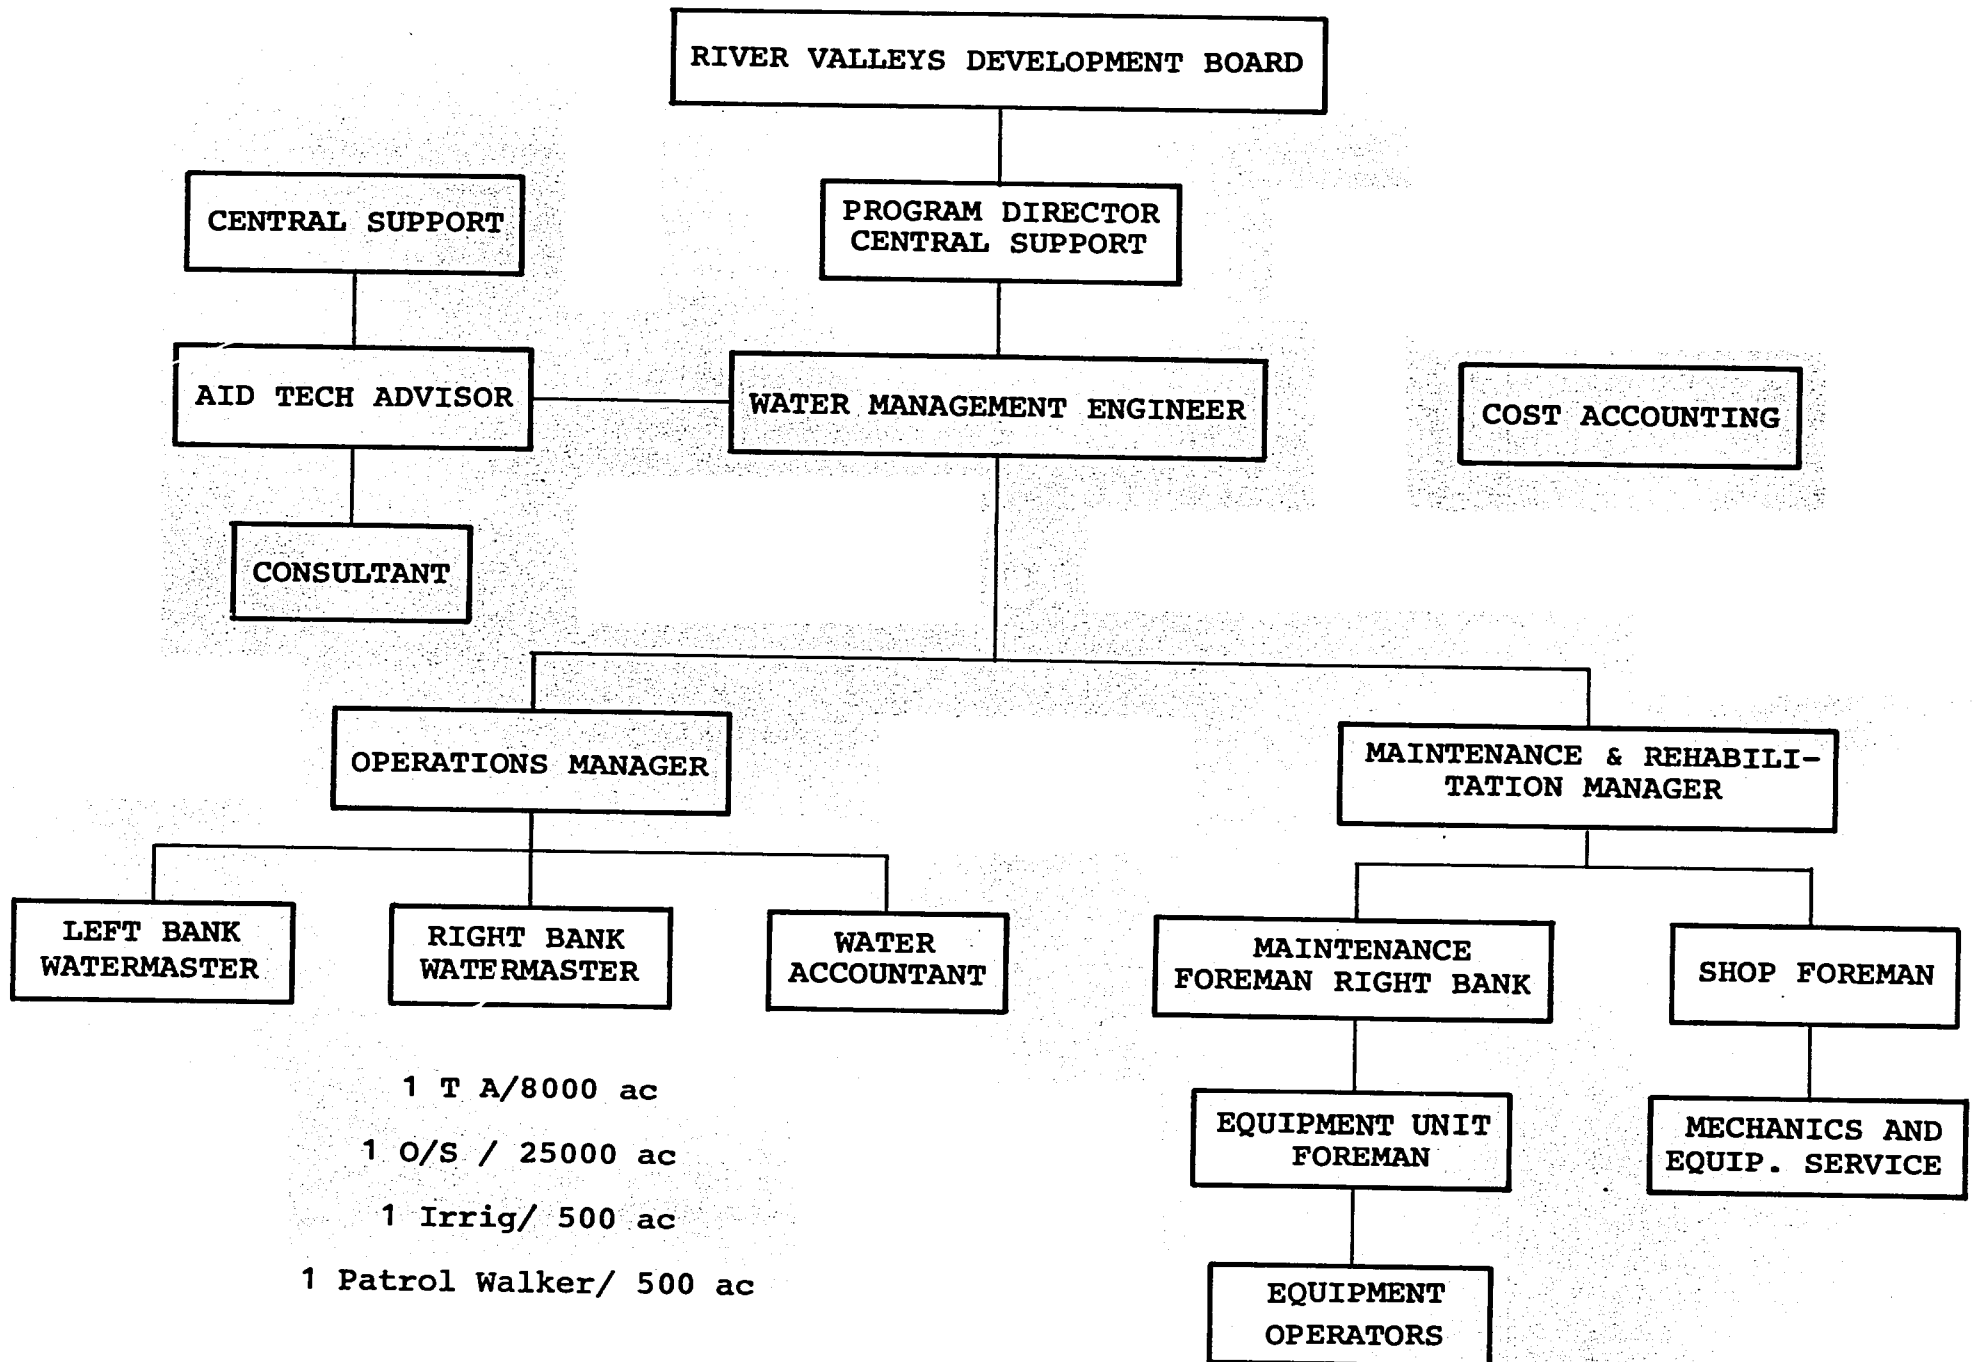 RIVER VALLEYS DEVELOPMENT BOARD
CENTRAL SUPPORT
PROGRAM DIRECTOR
CENTRAL SUPPORT
AID TECH ADVISOR
WATER MANAGEMENT ENGINEER
COST ACCOUNTING
CONSULTANT
OPERATIONS MANAGER
MAINTENANCE & REHABILI-
TATION MANAGER
LEFT BANK
WATERMASTER
RIGHT BANK
WATERMASTER
WATER
ACCOUNTANT
MAINTENANCE
FOREMAN RIGHT BANK
SHOP FOREMAN
1 T A/8000 ac
1 O/S / 25000 ac
1 Irrig/ 500 ac
1 Patrol Walker/ 500 ac
EQUIPMENT UNIT
FOREMAN
MECHANICS AND
EQUIP. SERVICE
EQUIPMENT
OPERATORS